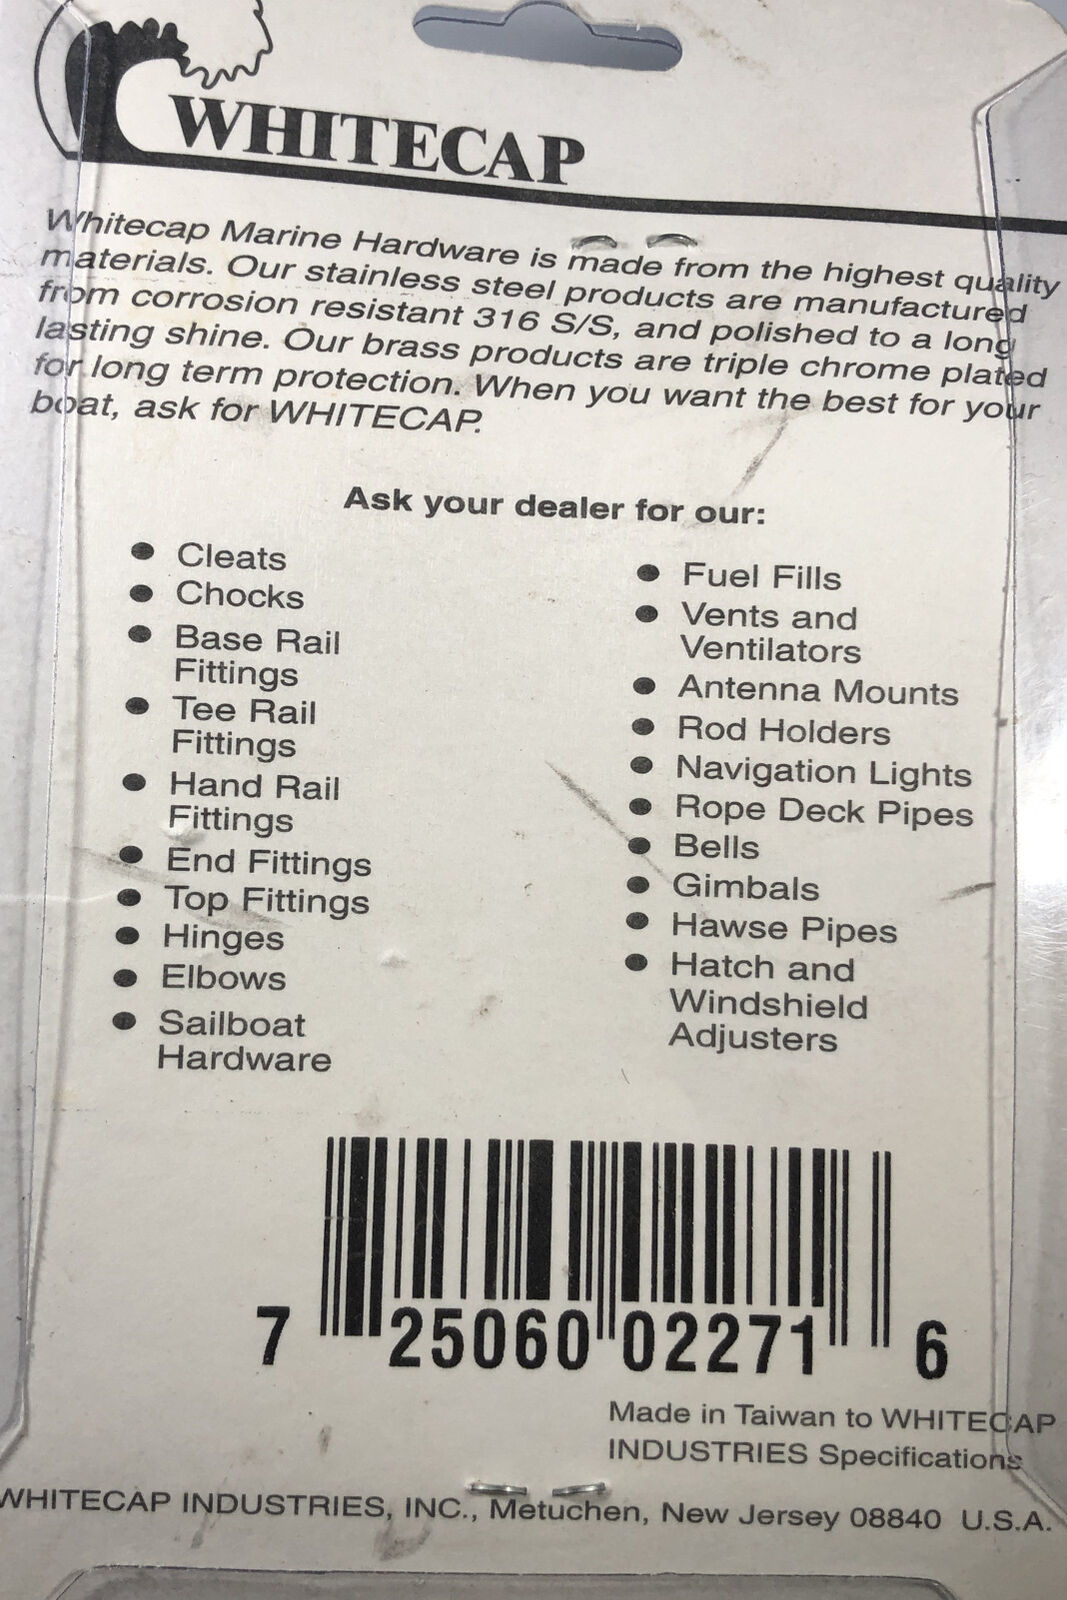 WHITECAP
Whitecap Marine Hardware is made from the highest quality
materials. Our stainless steel products are manufactured
from corrosion resistant 316 S/S, and polished to a long
lasting shine. Our brass products are triple chrome plated
for long term protection. When you want the best for your
boat, ask for WHITECAP.
Ask your dealer for our:
• Cleats
• Chocks
• Base Rail
Fittings
• Tee Rail
Fittings
• Hand Rail
Fittings
• End Fittings
• Top Fittings
• Hinges
• Elbows
• Sailboat
Hardware
• Fuel Fills
• Vents and
Ventilators
• Antenna Mounts
• Rod Holders
• Navigation Lights
• Rope Deck Pipes
• Bells
• Gimbals
• Hawse Pipes
• Hatch and
Windshield
Adjusters
7 25060 02271 6
Made in Taiwan to WHITECAP
INDUSTRIES Specifications
WHITECAP INDUSTRIES, INC., Metuchen, New Jersey 08840 U.S.A.